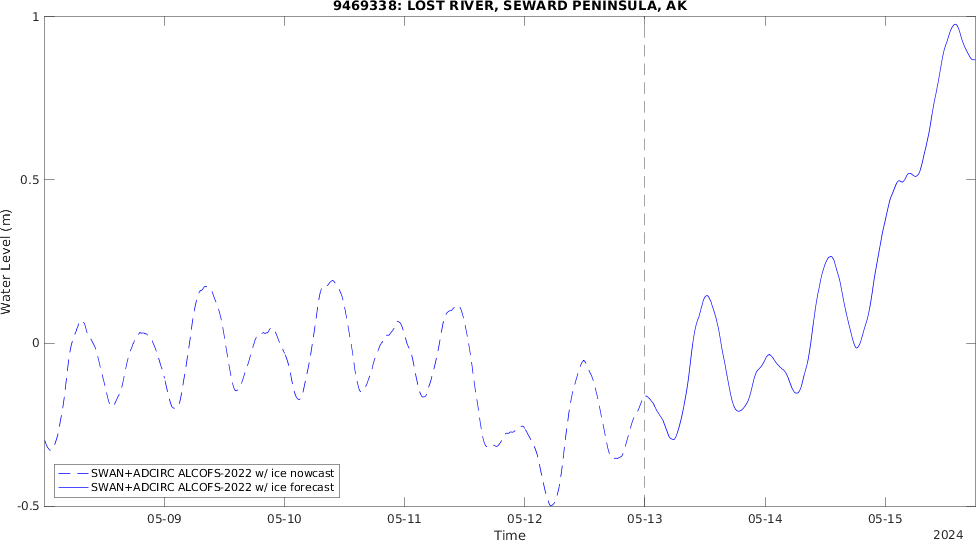 9469338: LOST RIVER, SEWARD PENINSULA, AK
1
0.5
0
-0.5
Water Level (m)
SWAN+ADCIRC ALCOFS-2022 w/ ice nowcast
SWAN+ADCIRC ALCOFS-2022 w/ ice forecast
05-09 05-10 05-11 05-12 05-13 05-14 05-15
Time
2024